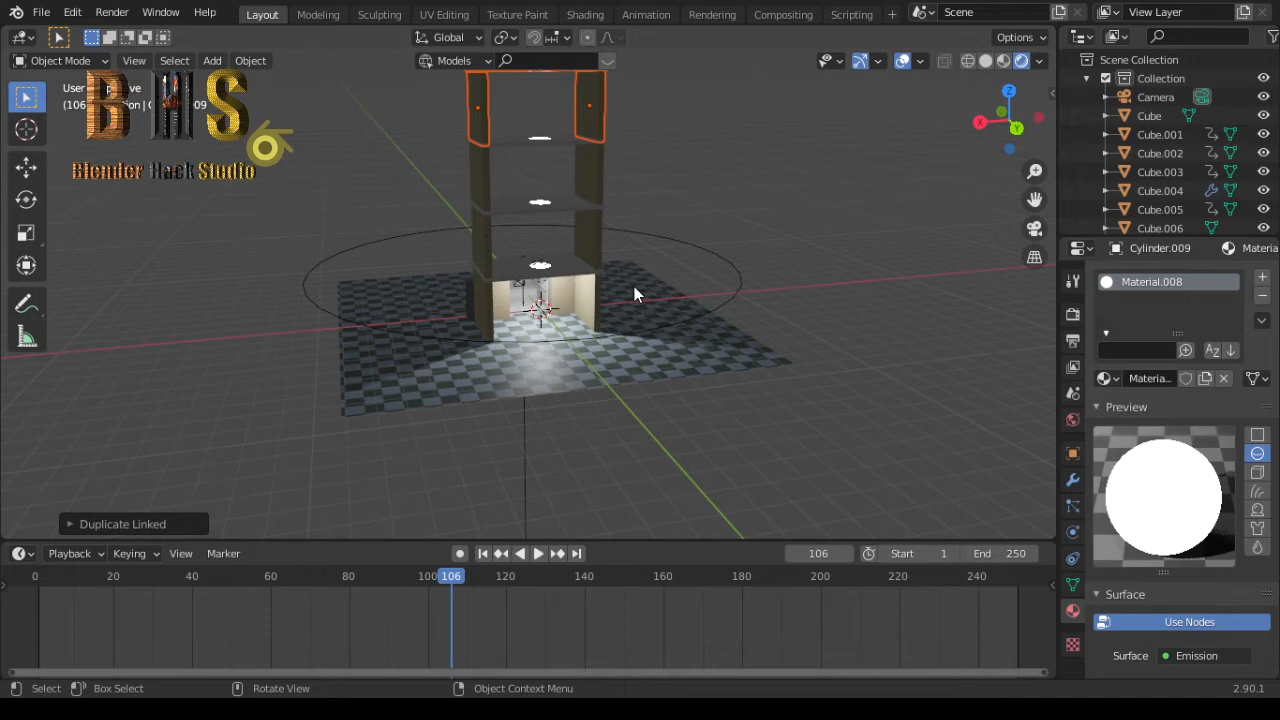 File Edit Render Window Help Layout Modeling Sculpting UV Editing Texture Paint Shading Animation Rendering Compositing Scripting + Scene View Layer
Global Options
Object Mode View Select Add Object Models
Scene Collection
Collection
Camera
Cube
Cube.001
Cube.002
Cube.003
Cube.004
Cube.005
Cube.006
BHS
Blender Hack Studio
X
Y
Z
Cylinder.009 Materia
Material.008
Materia...
Preview
Surface
Use Nodes
Surface Emission
Duplicate Linked
Playback Keying View Marker 106 Start 1 End 250
0 20 40 60 80 100 106 120 140 160 180 200 220 240
Select Box Select Rotate View Object Context Menu 2.90.1